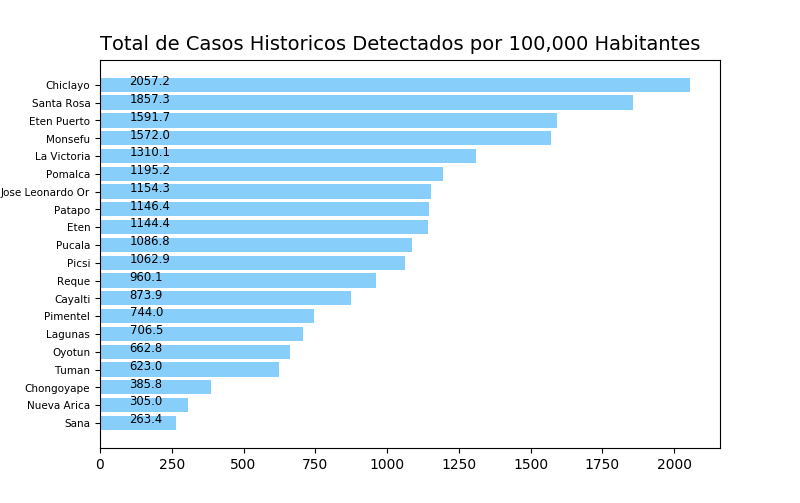 Total de Casos Historicos Detectados por 100,000 Habitantes
Chiclayo 2057.2
Santa Rosa 1857.3
Eten Puerto 1591.7
Monsefu 1572.0
La Victoria 1310.1
Pomalca 1195.2
Jose Leonardo Or 1154.3
Patapo 1146.4
Eten 1144.4
Pucala 1086.8
Picsi 1062.9
Reque 960.1
Cayalti 873.9
Pimentel 744.0
Lagunas 706.5
Oyotun 662.8
Tuman 623.0
Chongoyape 385.8
Nueva Arica 305.0
Sana 263.4
0 250 500 750 1000 1250 1500 1750 2000